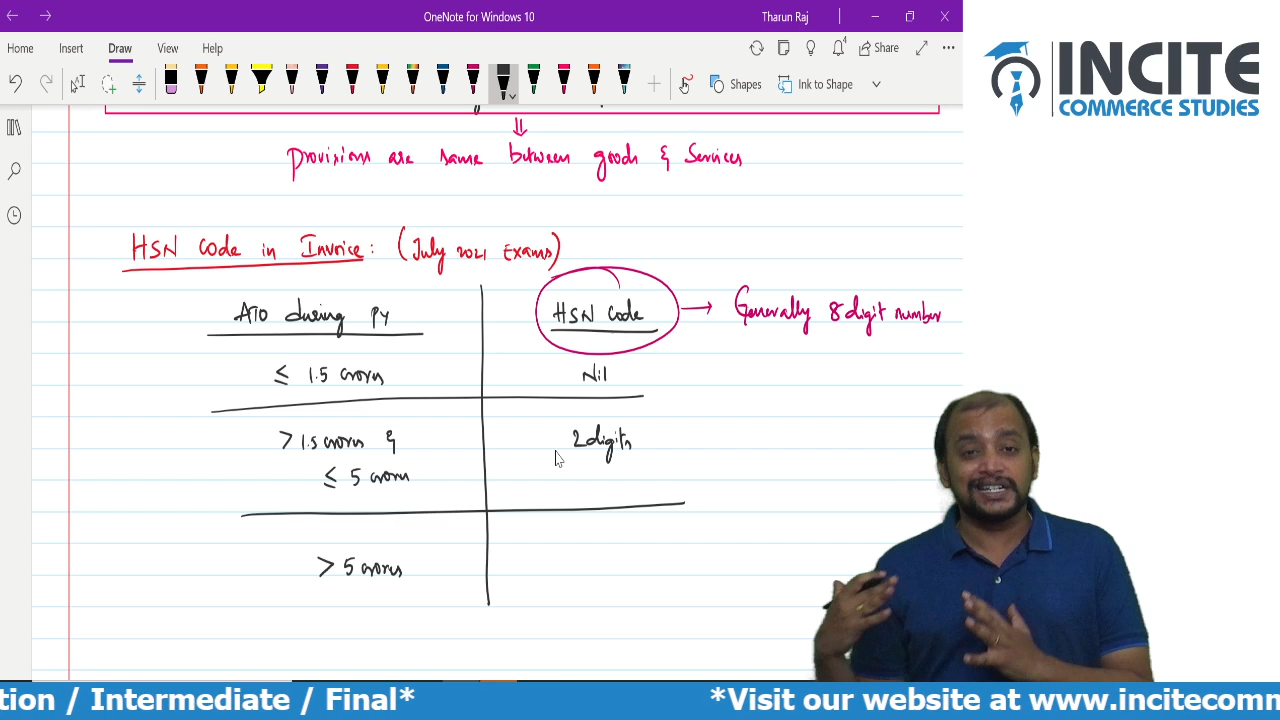 OneNote for Windows 10
Tharun Raj
Home Insert Draw View Help
4
Share
Shapes
Ink to Shape
INCITE
COMMERCE STUDIES
Provisions are same between goods & Services
HSN Code in Invoice: (July 2021 Exams)
ATO during PY
HSN Code → Generally 8 digit number
≤ 1.5 crores
Nil
> 1.5 crores &
≤ 5 crores
2 digits
> 5 crores
tion / Intermediate / Final* *Visit our website at www.incitecomm